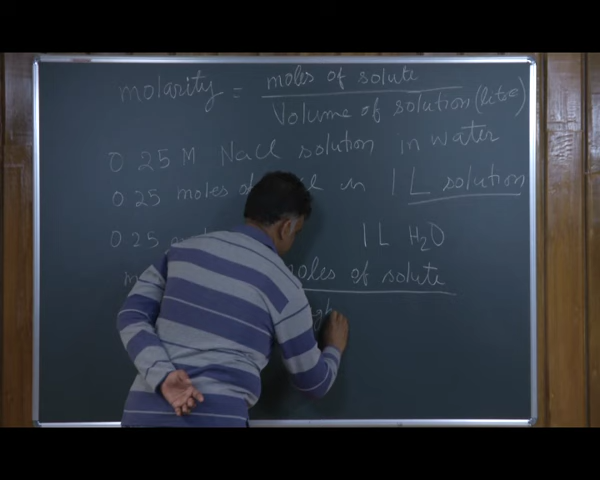 molarity = moles of solute
Volume of solution (litre)
0.25 M NaCl solution in water
0.25 moles of in 1 L solution
0.25 1 L H2O
moles of solute